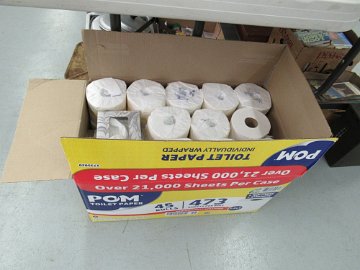 TOILET PAPER
INDIVIDUALLY WRAPPED
POM
Over 21,000 Sheets Per Case
Over 21,000 Sheets Per Case
POM
TOILET PAPER
45
473